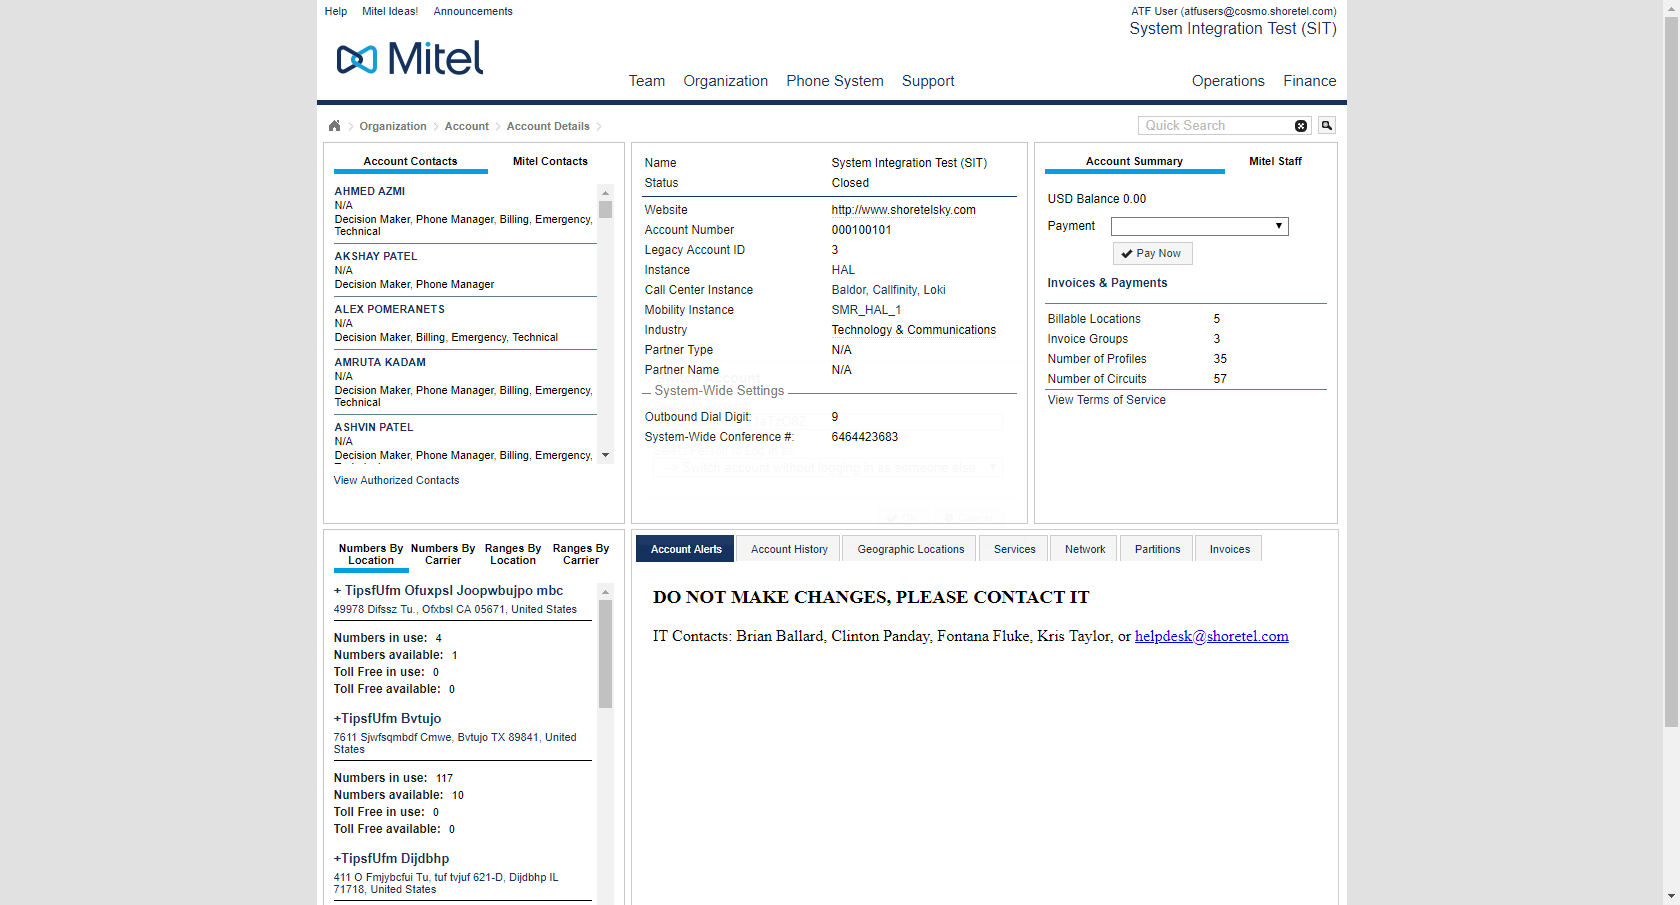 Help Mitel Ideas! Announcements
ATF User (atfusers@cosmo.shoretel.com)
System Integration Test (SIT)
Mitel
Team Organization Phone System Support Operations Finance
Organization Account Account Details
Quick Search
Account Contacts Mitel Contacts
AHMED AZMI
N/A
Decision Maker, Phone Manager, Billing, Emergency,
Technical
AKSHAY PATEL
N/A
Decision Maker, Phone Manager
ALEX POMERANETS
N/A
Decision Maker, Billing, Emergency, Technical
AMRUTA KADAM
N/A
Decision Maker, Phone Manager, Billing, Emergency,
Technical
ASHVIN PATEL
N/A
Decision Maker, Phone Manager, Billing, Emergency,
View Authorized Contacts
Name System Integration Test (SIT)
Status Closed
Website http://www.shoretelsky.com
Account Number 000100101
Legacy Account ID 3
Instance HAL
Call Center Instance Baldor, Callfinity, Loki
Mobility Instance SMR_HAL_1
Industry Technology & Communications
Partner Type N/A
Partner Name N/A
System-Wide Settings
Outbound Dial Digit: 9
System-Wide Conference #: 6464423683
--> Switch account without logging in as someone else
Account Summary Mitel Staff
USD Balance 0.00
Payment
Pay Now
Invoices & Payments
Billable Locations 5
Invoice Groups 3
Number of Profiles 35
Number of Circuits 57
View Terms of Service
Numbers By Location Numbers By Carrier Ranges By Location Ranges By Carrier
+ TipsfUfm Ofuxpsl Joopwbujpo mbc
49978 Difssz Tu., Ofxbsl CA 05671, United States
Numbers in use: 4
Numbers available: 1
Toll Free in use: 0
Toll Free available: 0
+TipsfUfm Bvtujo
7611 Sjwfsqmbdf Cmwe, Bvtujo TX 89841, United
States
Numbers in use: 117
Numbers available: 10
Toll Free in use: 0
Toll Free available: 0
+TipsfUfm Dijdbhp
411 O Fmjybcfui Tu, tuf tvjuf 621-D, Dijdbhp IL
71718, United States
Account Alerts Account History Geographic Locations Services Network Partitions Invoices
DO NOT MAKE CHANGES, PLEASE CONTACT IT
IT Contacts: Brian Ballard, Clinton Panday, Fontana Fluke, Kris Taylor, or helpdesk@shoretel.com